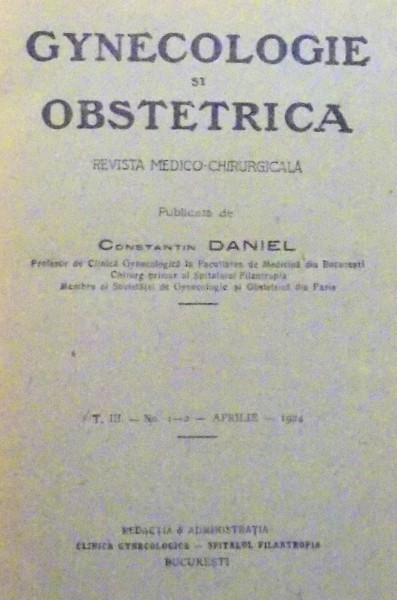 GYNECOLOGIE
SI
OBSTETRICA
REVISTA MEDICO-CHIRURGICALA
Publicată de
CONSTANTIN DANIEL
Profesor de Clinică Gynecologică la Facultatea de Medicină din Bucureşti
Chirurg primar al Spitalului Filantropia
Membru al Societăţei de Gynecologie şi Obstetrică din Paris
T. III. — No. 1—2 — APRILIE — 1924
REDACŢIA & ADMINISTRAŢIA
CLINICA GYNECOLOGICA — SPITALUL FILANTROPIA
BUCUREŞTI